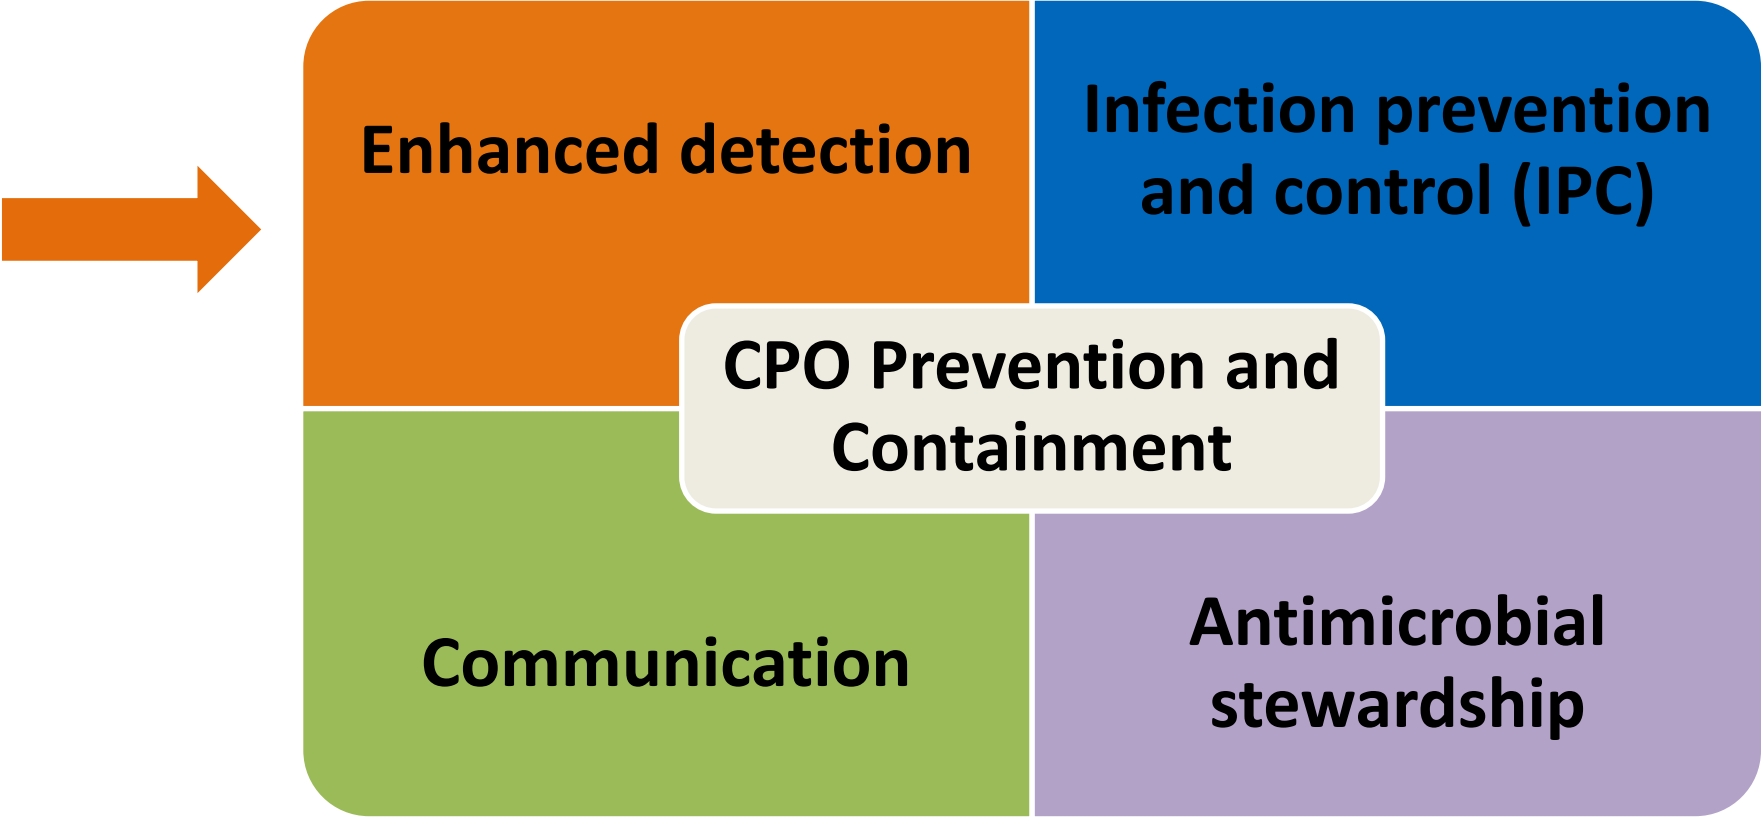 Enhanced detection
Infection prevention
and control (IPC)
CPO Prevention and
Containment
Communication
Antimicrobial
stewardship